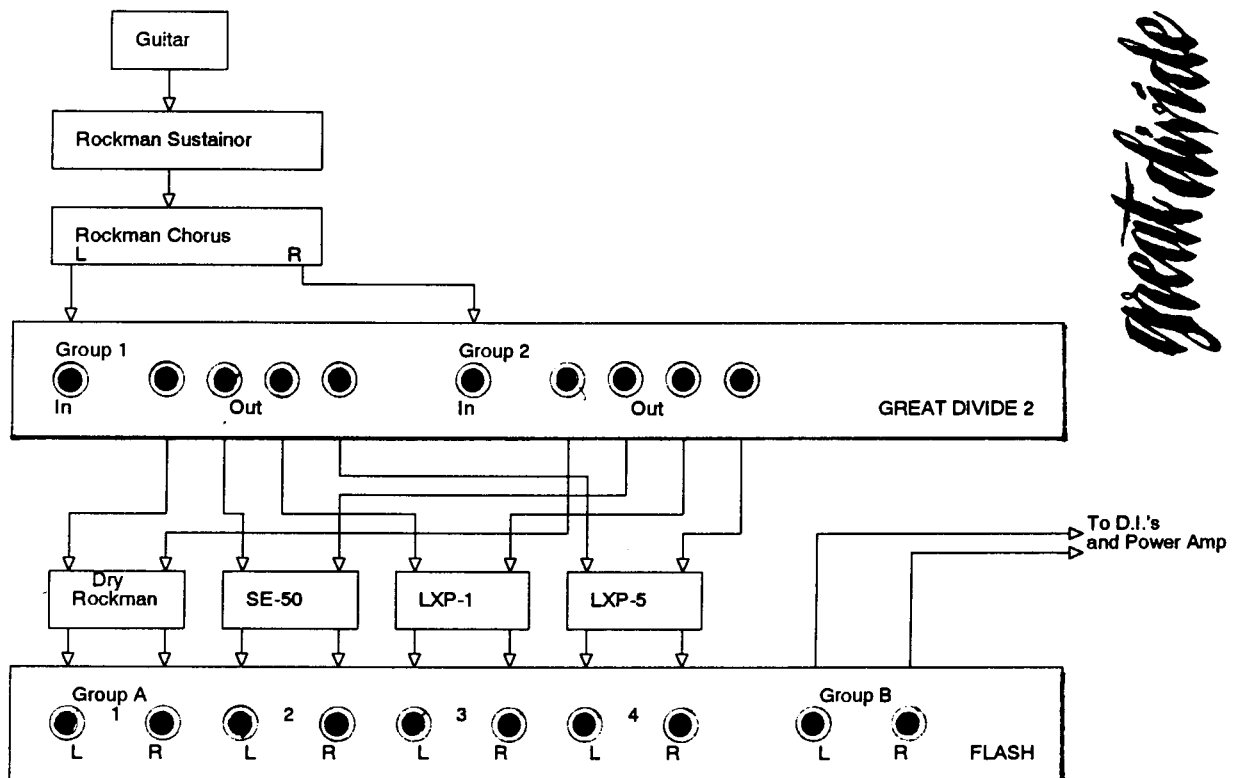 Guitar
great divide
Rockman Sustainor
Rockman Chorus
L R
Group 1 Group 2
In Out In Out GREAT DIVIDE 2
To D.I.'s
and Power Amp
Dry
Rockman SE-50 LXP-1 LXP-5
Group A Group B
1 2 3 4
L R L R L R L R L R FLASH